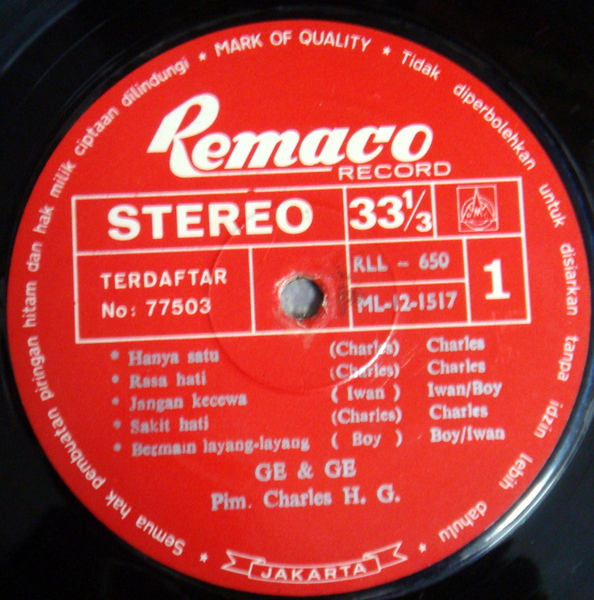 Semua hak pembuatan piringan hitam dan hak milik ciptaan dilindungi * MARK OF QUALITY * Tidak diperbolehkan untuk disiarkan tanpa idzin lebih dahulu *
Remaco
RECORD
STEREO 33 1/3
TERDAFTAR
No: 77503
RLL - 650
ML-12-1517
1
* Hanya satu (Charles) Charles
* Rasa hati (Charles) Charles
* Jangan kecewa ( Iwan ) Iwan/Boy
* Sakit hati (Charles) Charles
* Bermain layang-layang ( Boy ) Boy/Iwan
GE & GE
Pim. Charles H. G.
* JAKARTA *